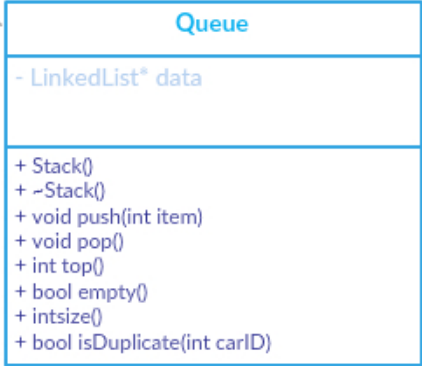 Queue
- LinkedList* data
+ Stack()
+ ~Stack()
+ void push(int item)
+ void pop()
+ int top()
+ bool empty()
+ intsize()
+ bool isDuplicate(int carID)